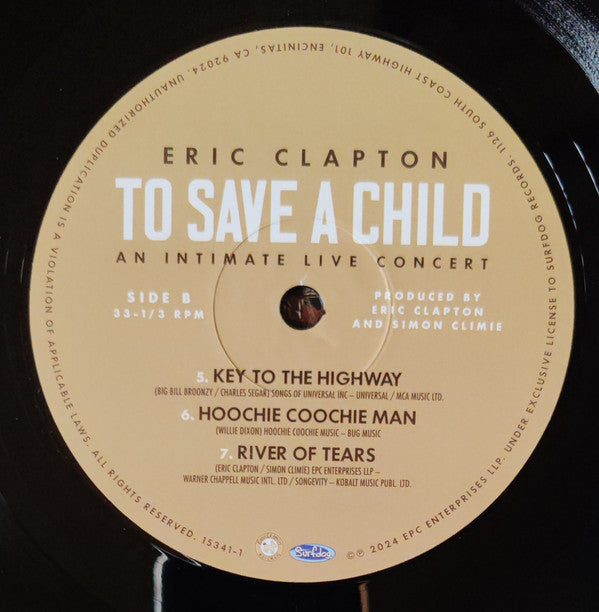 ERIC CLAPTON
TO SAVE A CHILD
AN INTIMATE LIVE CONCERT
SIDE B
33-1/3 RPM
PRODUCED BY
ERIC CLAPTON
AND SIMON CLIMIE
5. KEY TO THE HIGHWAY
(BIG BILL BROONZY / CHARLES SEGAR) SONGS OF UNIVERSAL INC – UNIVERSAL / MCA MUSIC LTD.
6. HOOCHIE COOCHIE MAN
(WILLIE DIXON) HOOCHIE COOCHIE MUSIC – BUG MUSIC
7. RIVER OF TEARS
(ERIC CLAPTON / SIMON CLIMIE) EPC ENTERPRISES LLP –
WARNER CHAPPELL MUSIC INTL. LTD / SONGEVITY – KOBALT MUSIC PUBL. LTD.
Surfdog
℗© 2024 EPC ENTERPRISES LLP. UNDER EXCLUSIVE LICENSE TO SURFDOG RECORDS. 1126 SOUTH COAST HIGHWAY 101, ENCINITAS, CA 92024. UNAUTHORIZED DUPLICATION IS A VIOLATION OF APPLICABLE LAWS. ALL RIGHTS RESERVED. 15341-1